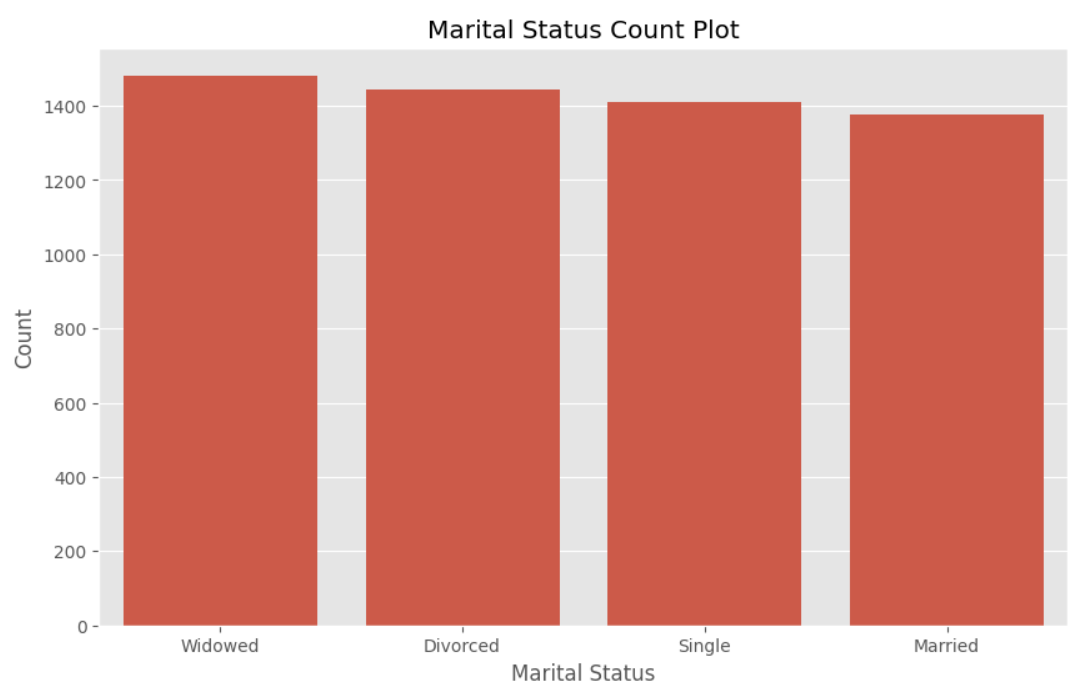 Marital Status Count Plot
1400
1200
1000
800
600
400
200
0
Count
Widowed Divorced Single Married
Marital Status